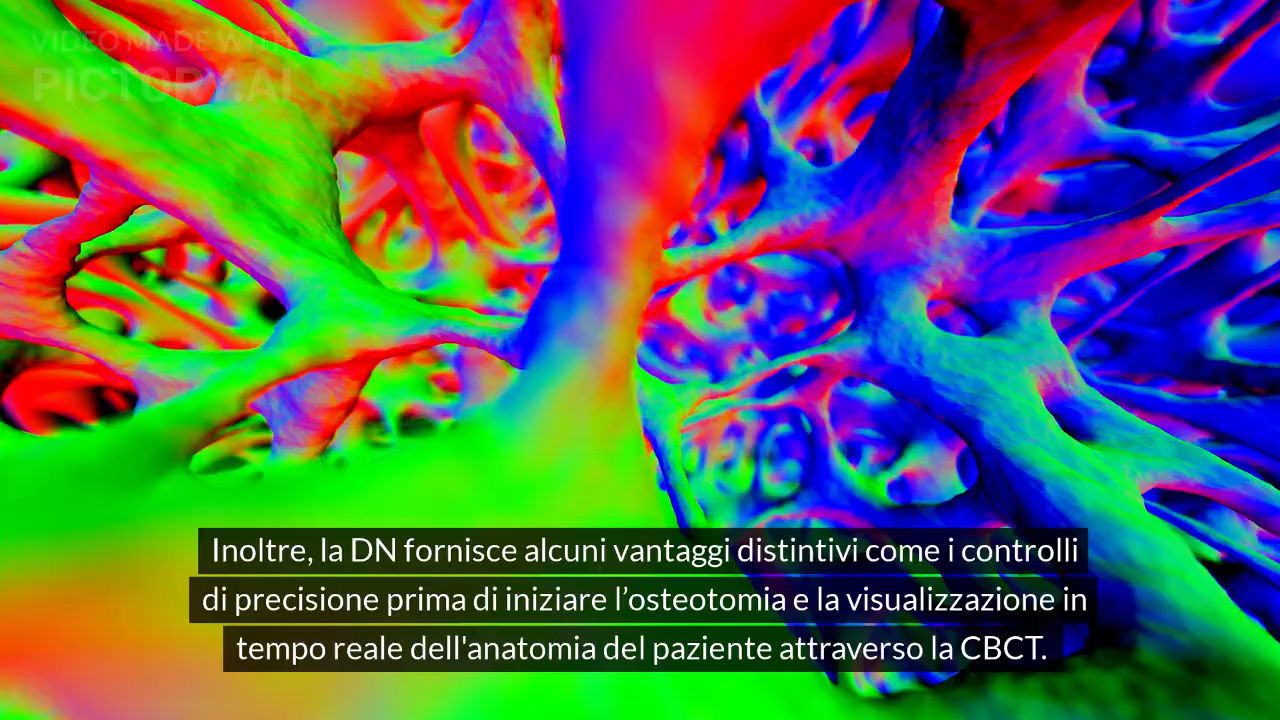 VIDEO MADE WITH
PICTORY.AI
Inoltre, la DN fornisce alcuni vantaggi distintivi come i controlli
di precisione prima di iniziare l’osteotomia e la visualizzazione in
tempo reale dell'anatomia del paziente attraverso la CBCT.